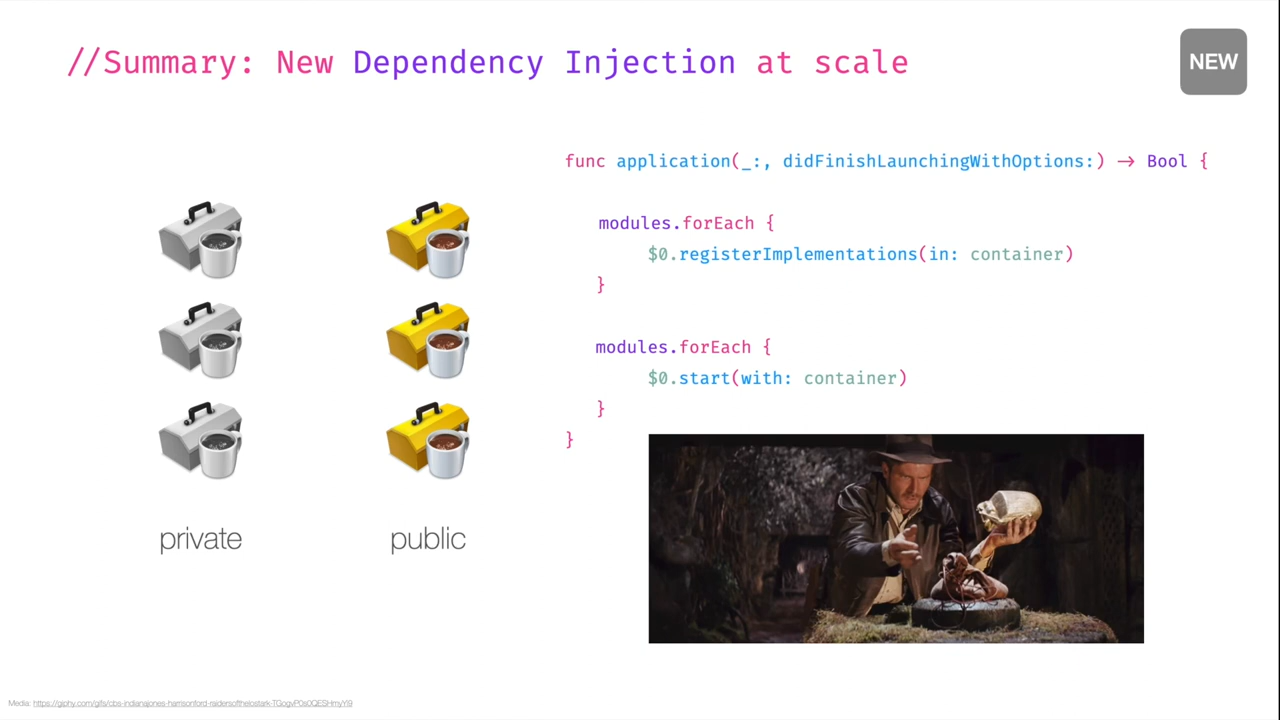 //Summary: New Dependency Injection at scale
NEW
func application(_:, didFinishLaunchingWithOptions:) → Bool {
modules.forEach {
$0.registerImplementations(in: container)
}
modules.forEach {
$0.start(with: container)
}
}
private
public